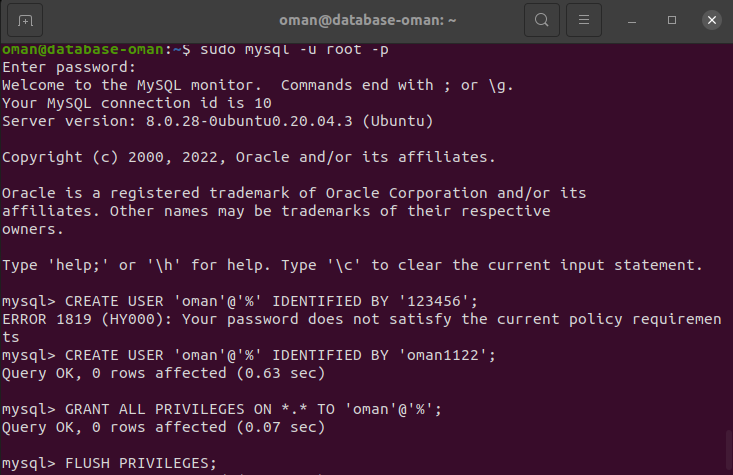 oman@database-oman: ~
oman@database-oman:~$ sudo mysql -u root -p
Enter password:
Welcome to the MySQL monitor.  Commands end with ; or \g.
Your MySQL connection id is 10
Server version: 8.0.28-0ubuntu0.20.04.3 (Ubuntu)
Copyright (c) 2000, 2022, Oracle and/or its affiliates.
Oracle is a registered trademark of Oracle Corporation and/or its
affiliates. Other names may be trademarks of their respective
owners.
Type 'help;' or '\h' for help. Type '\c' to clear the current input statement.
mysql> CREATE USER 'oman'@'%' IDENTIFIED BY '123456';
ERROR 1819 (HY000): Your password does not satisfy the current policy requiremen
ts
mysql> CREATE USER 'oman'@'%' IDENTIFIED BY 'oman1122';
Query OK, 0 rows affected (0.63 sec)
mysql> GRANT ALL PRIVILEGES ON *.* TO 'oman'@'%';
Query OK, 0 rows affected (0.07 sec)
mysql> FLUSH PRIVILEGES;